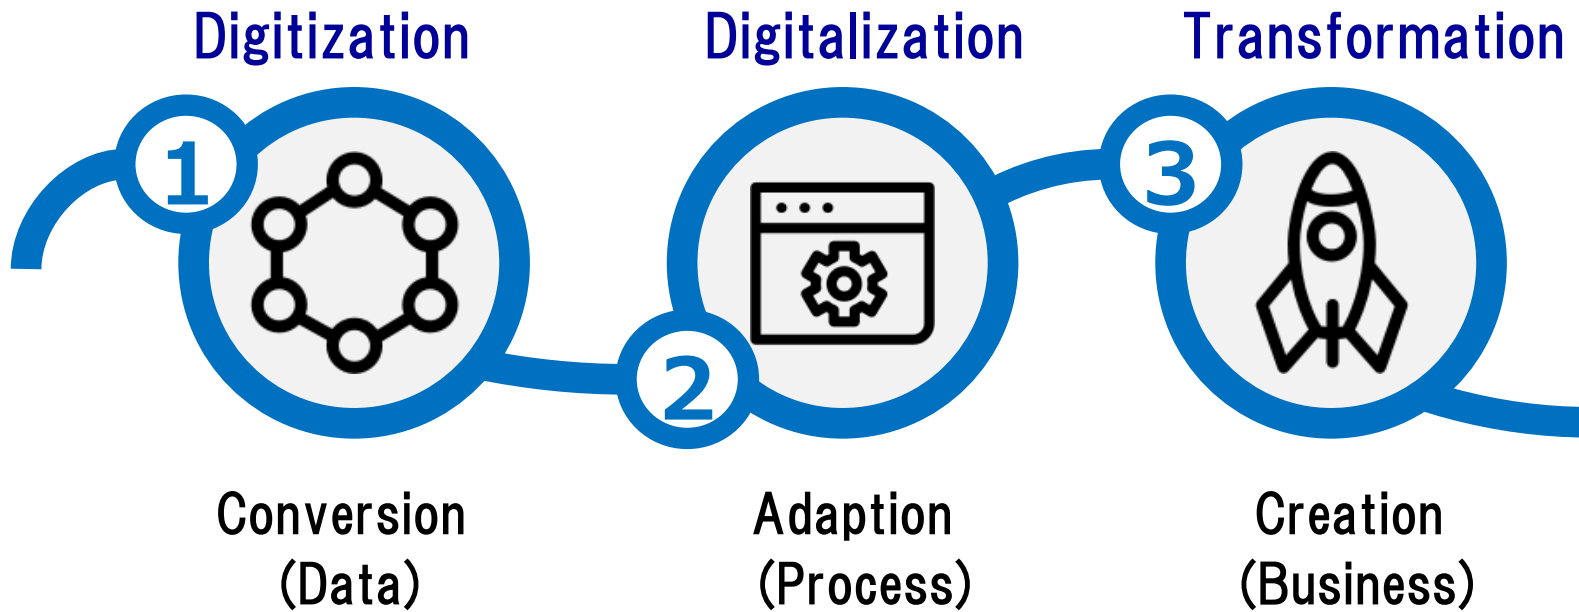 Digitization
Digitalization
Transformation
1
2
3
Conversion
(Data)
Adaption
(Process)
Creation
(Business)